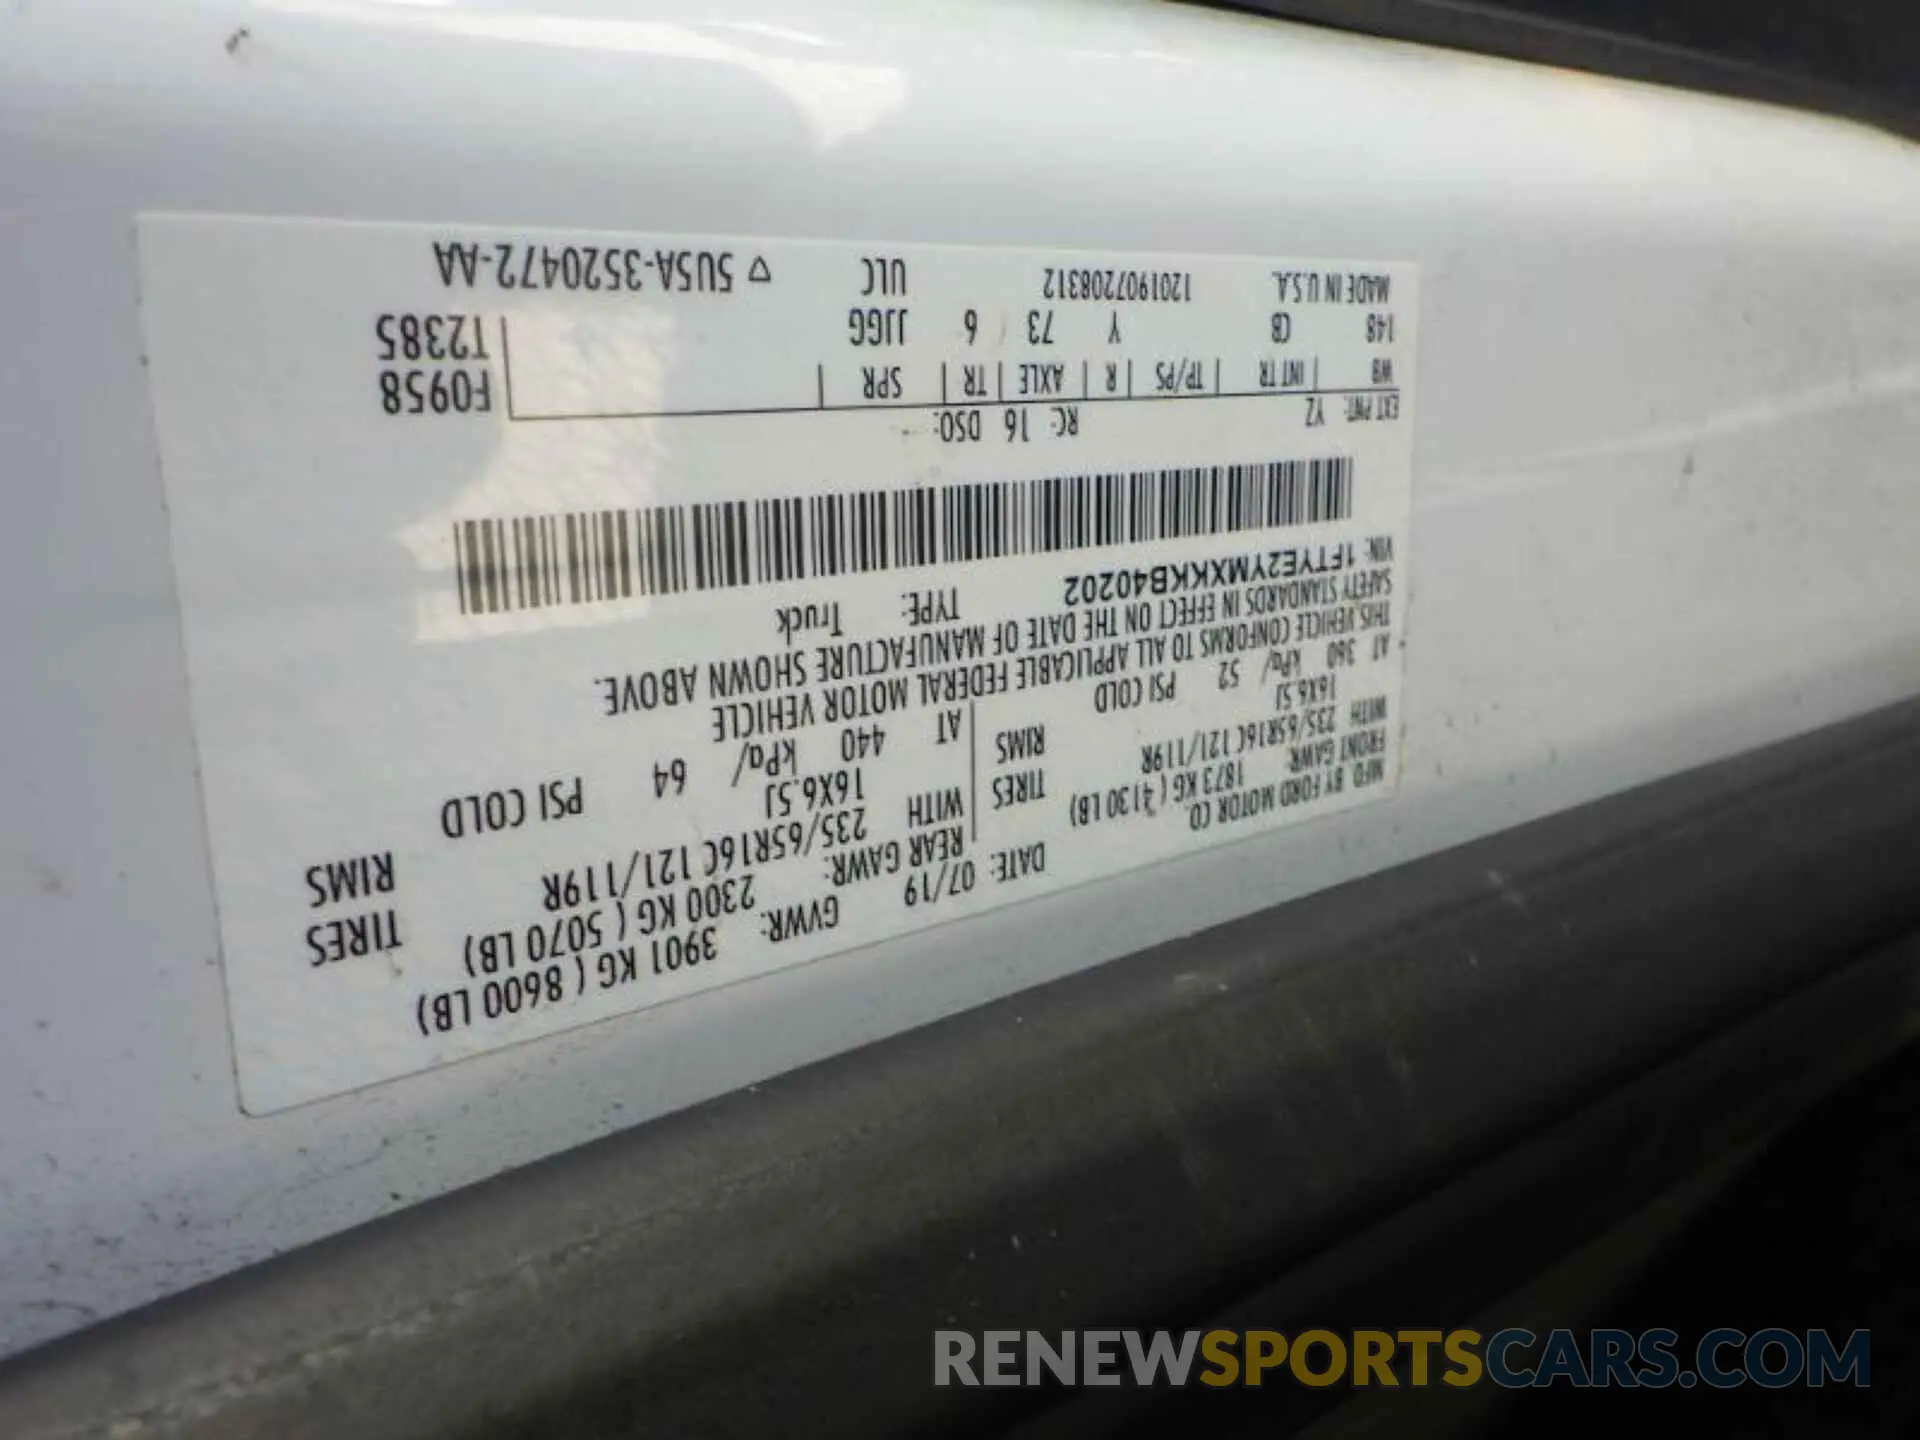 MFD. BY FORD MOTOR CO.
DATE: 07/19 GVWR: 3901 KG ( 8600 LB)
FRONT GAWR: 1873 KG ( 4130 LB) REAR GAWR: 2300 KG ( 5070 LB)
WITH 235/65R16C 121/119R TIRES WITH 235/65R16C 121/119R TIRES
16X6.5J RIMS 16X6.5J RIMS
AT 360 kPa/ 52 PSI COLD AT 440 kPa/ 64 PSI COLD
THIS VEHICLE CONFORMS TO ALL APPLICABLE FEDERAL MOTOR VEHICLE
SAFETY STANDARDS IN EFFECT ON THE DATE OF MANUFACTURE SHOWN ABOVE.
VIN: 1FTYE2YMXKKB40202 TYPE: Truck
EXT PNT: YZ RC: 16 DSO: F0958
WB | INT TR | TP/PS | R | AXLE | TR | SPR | T2385
148 CB Y 73 6 JJGG
MADE IN U.S.A. 1201907208312 ULC ▽ 5U5A-3520472-AA
RENEWSPORTSCARS.COM